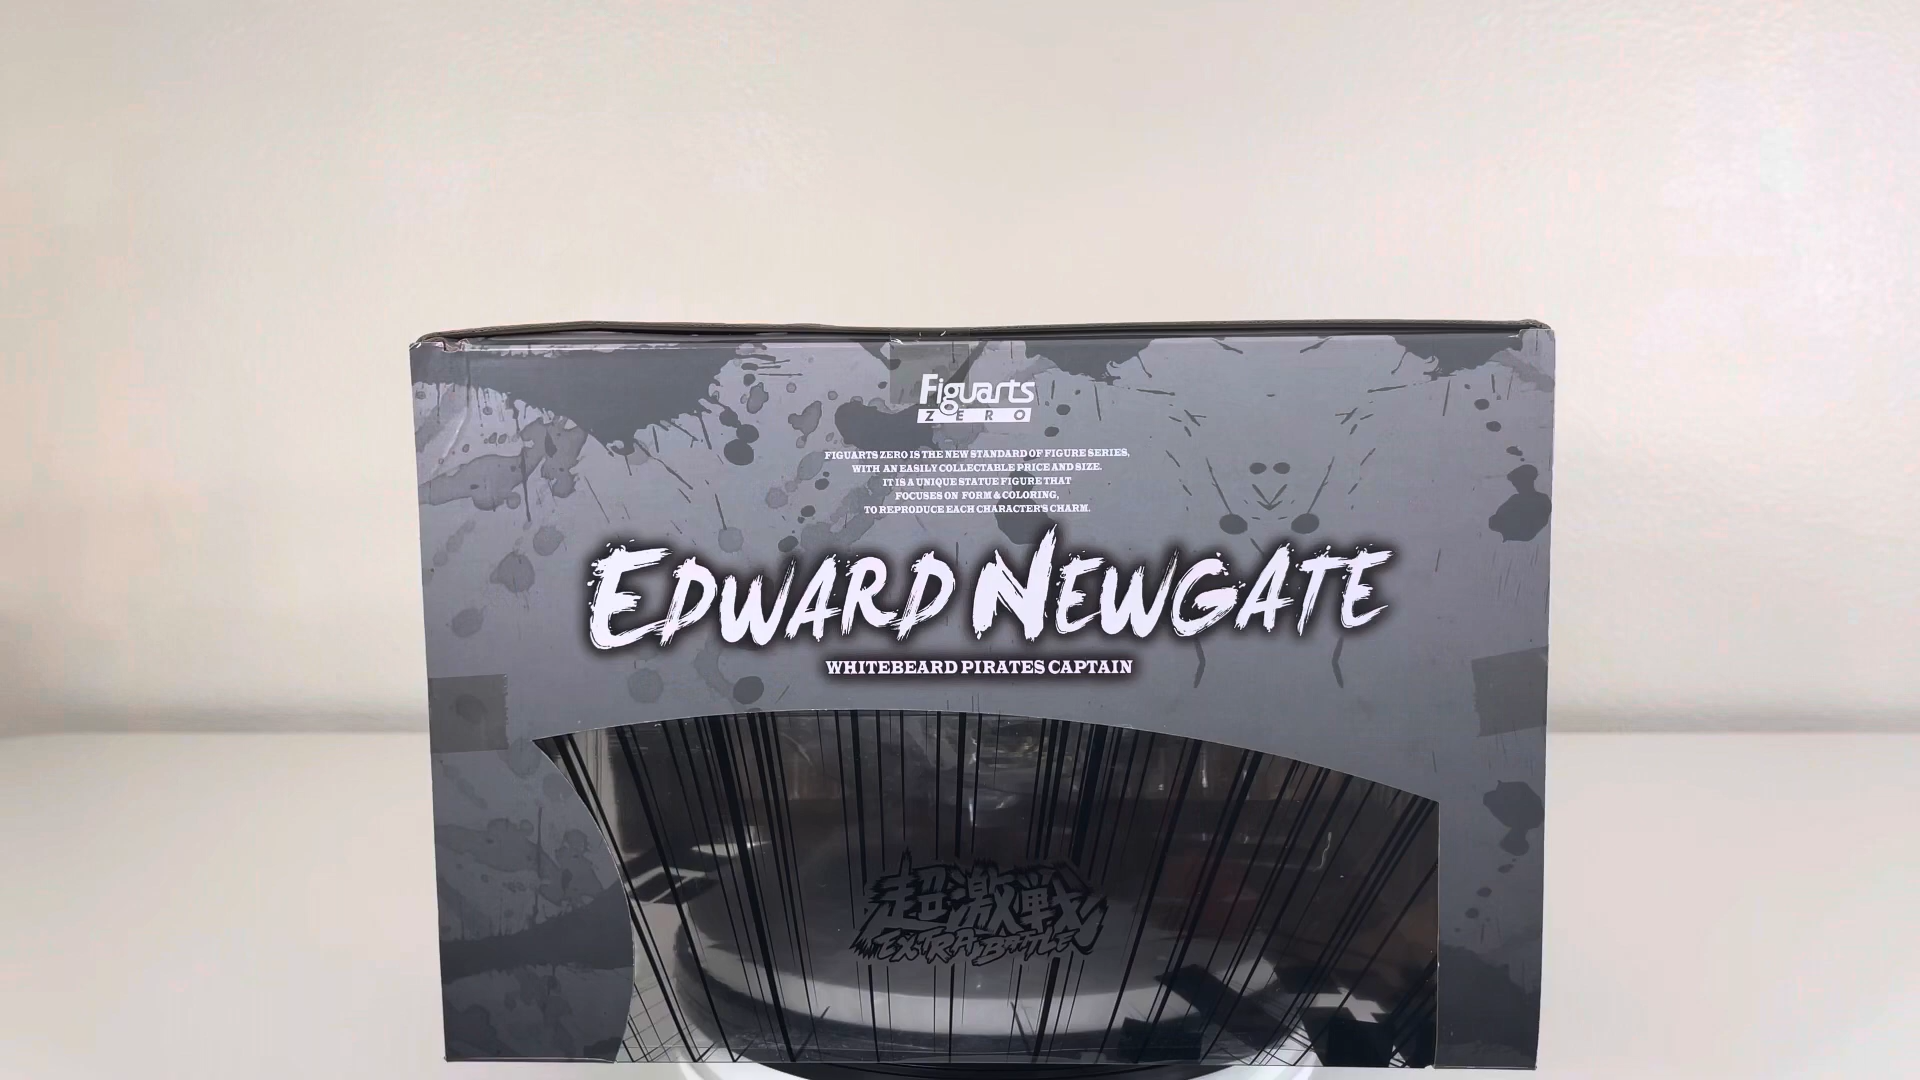 Figuarts
ZERO
FIGUARTS ZERO IS THE NEW STANDARD OF FIGURE SERIES,
WITH AN EASILY COLLECTABLE PRICE AND SIZE.
IT IS A UNIQUE STATUE FIGURE THAT
FOCUSES ON FORM & COLORING,
TO REPRODUCE EACH CHARACTER'S CHARM.
EDWARD NEWGATE
WHITEBEARD PIRATES CAPTAIN
超激戦
EXTRA BATTLE